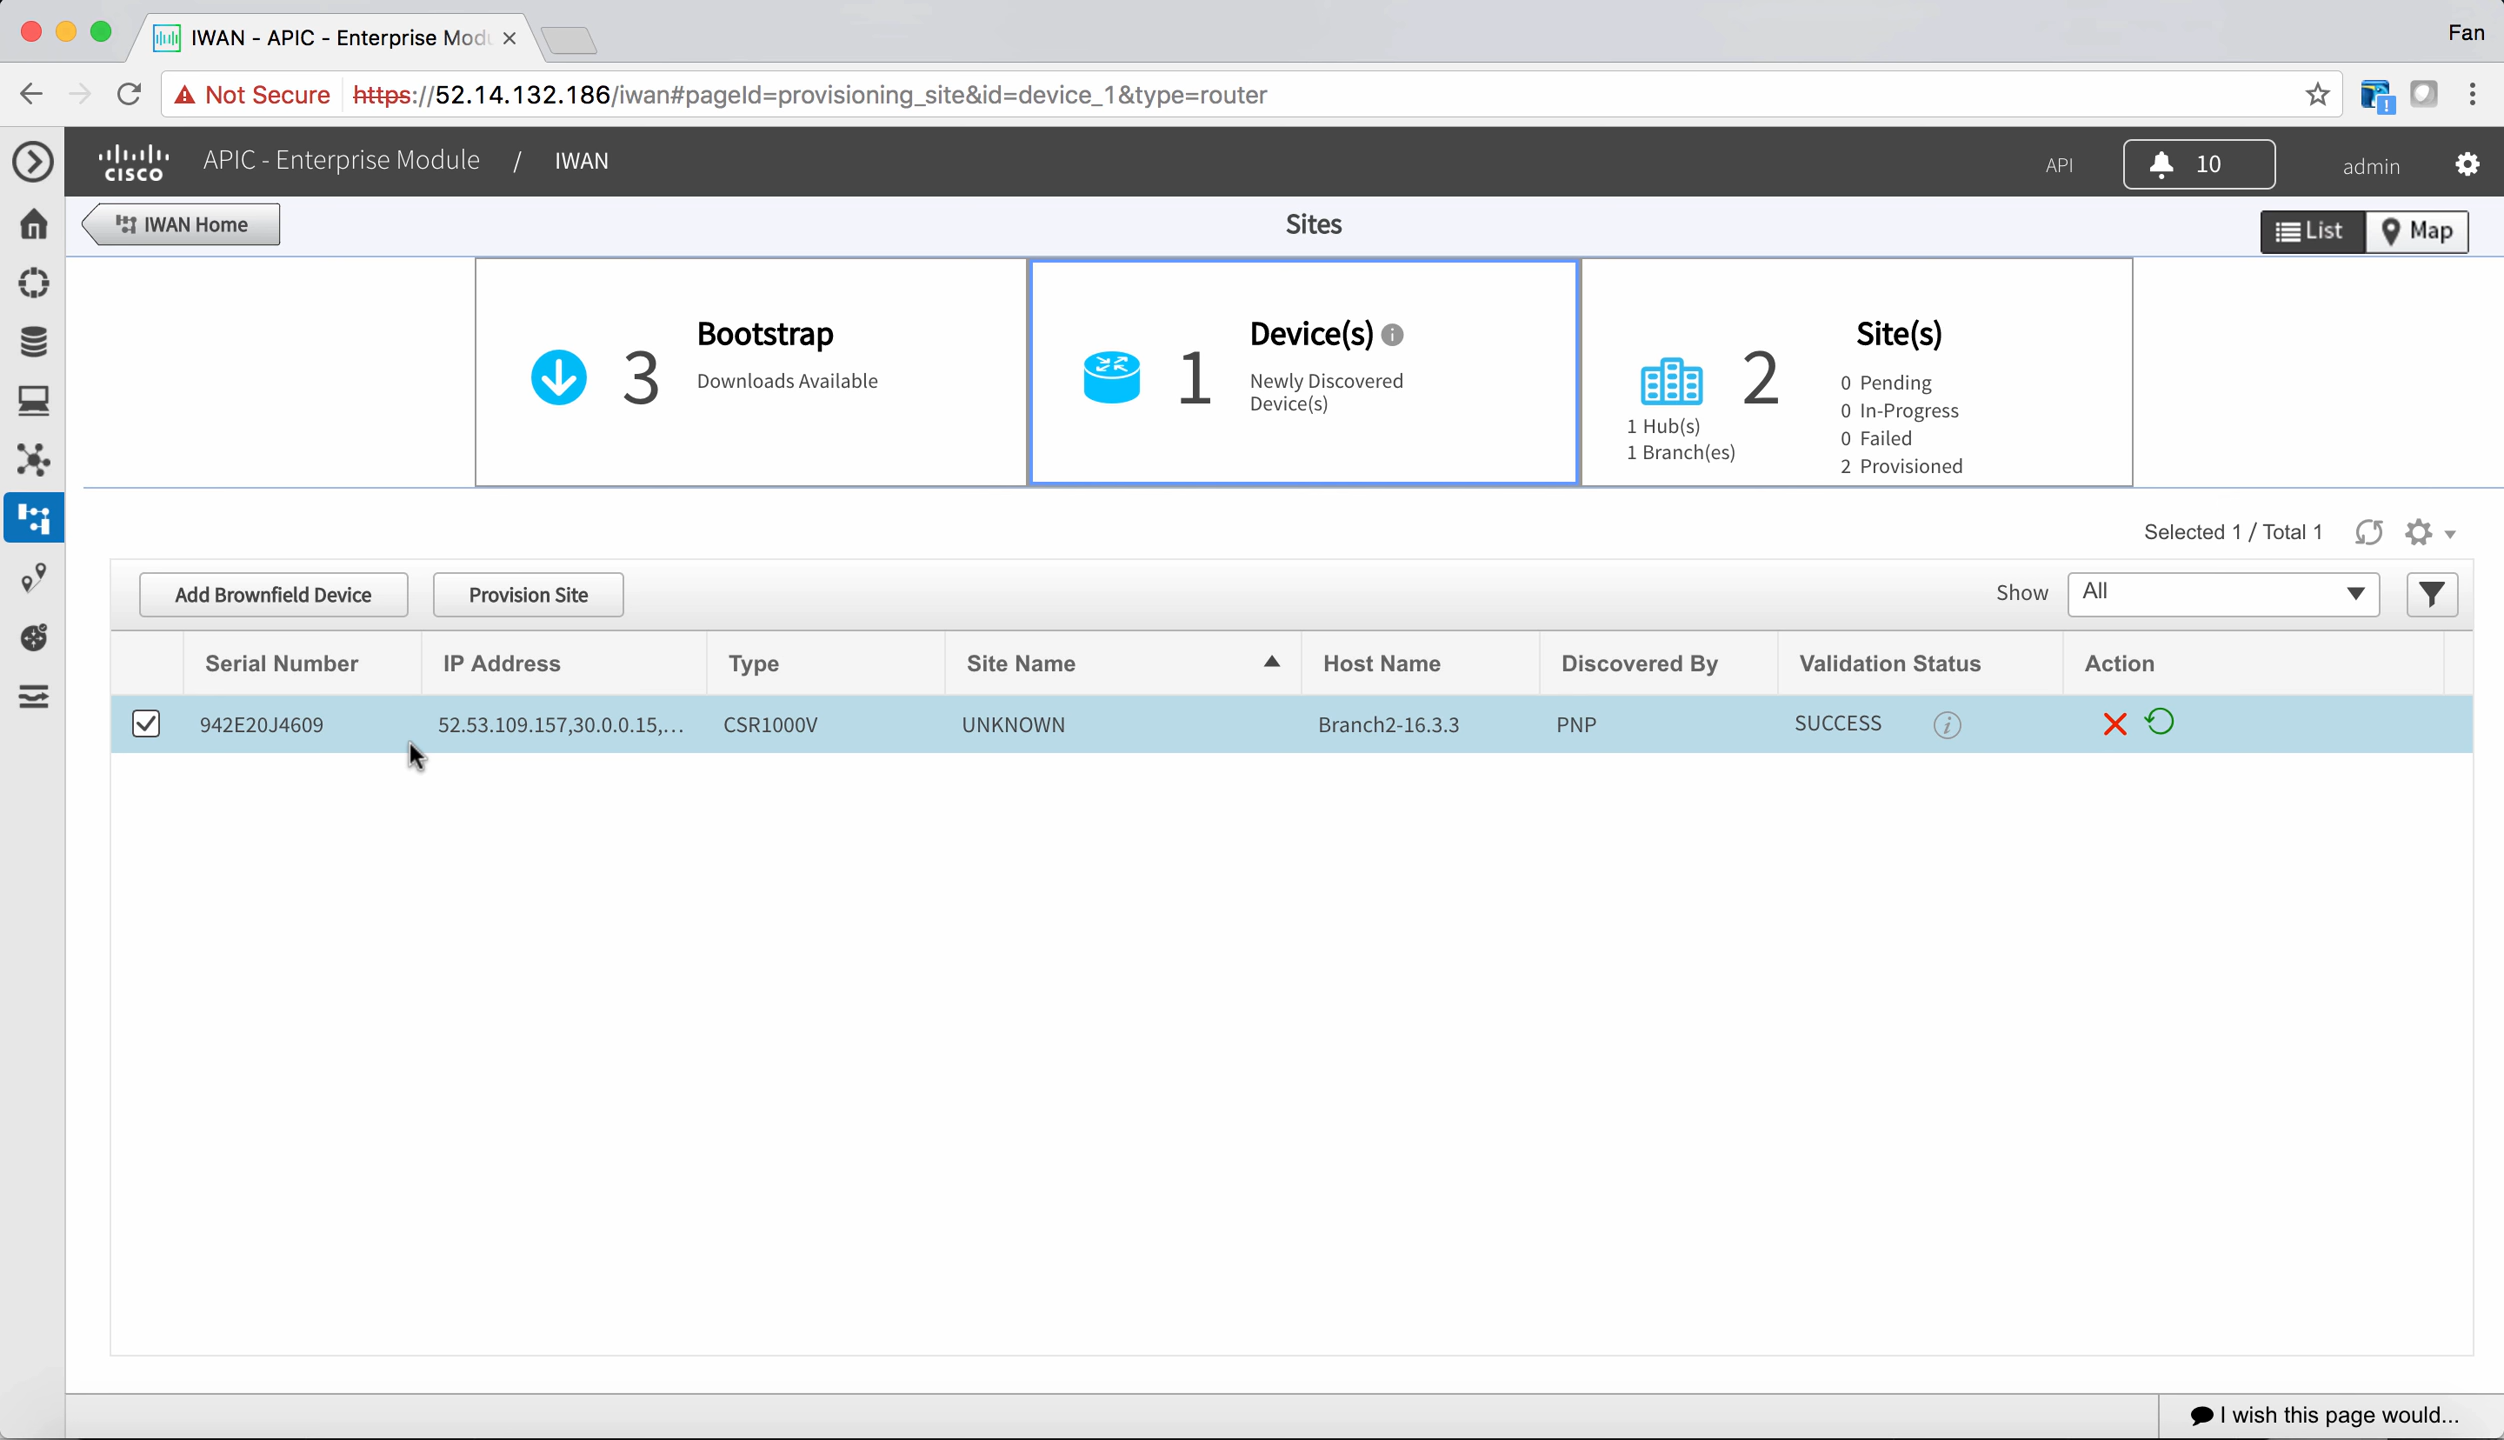 IWAN - APIC - Enterprise Mod
Fan
Not Secure https://52.14.132.186/iwan#pageId=provisioning_site&id=device_1&type=router
CISCO APIC - Enterprise Module / IWAN API 10 admin
IWAN Home Sites List Map
Bootstrap
3
Downloads Available
Device(s)
1
Newly Discovered
Device(s)
Site(s)
2
0 Pending
0 In-Progress
0 Failed
2 Provisioned
1 Hub(s)
1 Branch(es)
Selected 1 / Total 1
Add Brownfield Device Provision Site Show All
Serial Number IP Address Type Site Name Host Name Discovered By Validation Status Action
942E20J4609 52.53.109.157,30.0.0.15,... CSR1000V UNKNOWN Branch2-16.3.3 PNP SUCCESS
I wish this page would...